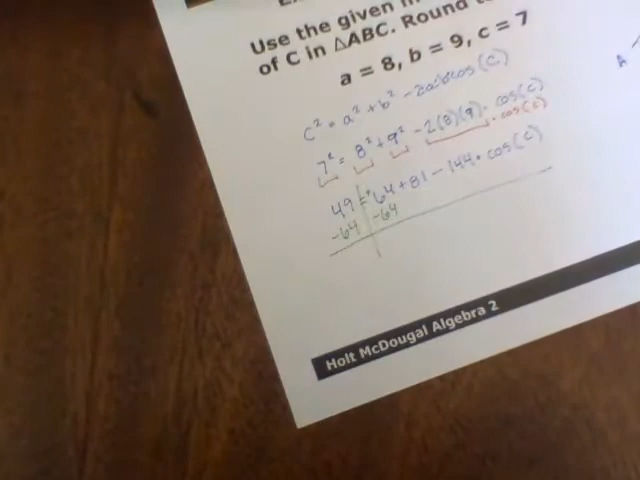 Use the given
of C in △ABC. Round
a = 8, b = 9, c = 7
c² = a² + b² - 2ab cos(C)
7² = 8² + 9² - 2(8)(9) · cos(C)
· cos(C)
49 = 64 + 81 - 144 · cos(C)
-64 -64
A
Holt McDougal Algebra 2